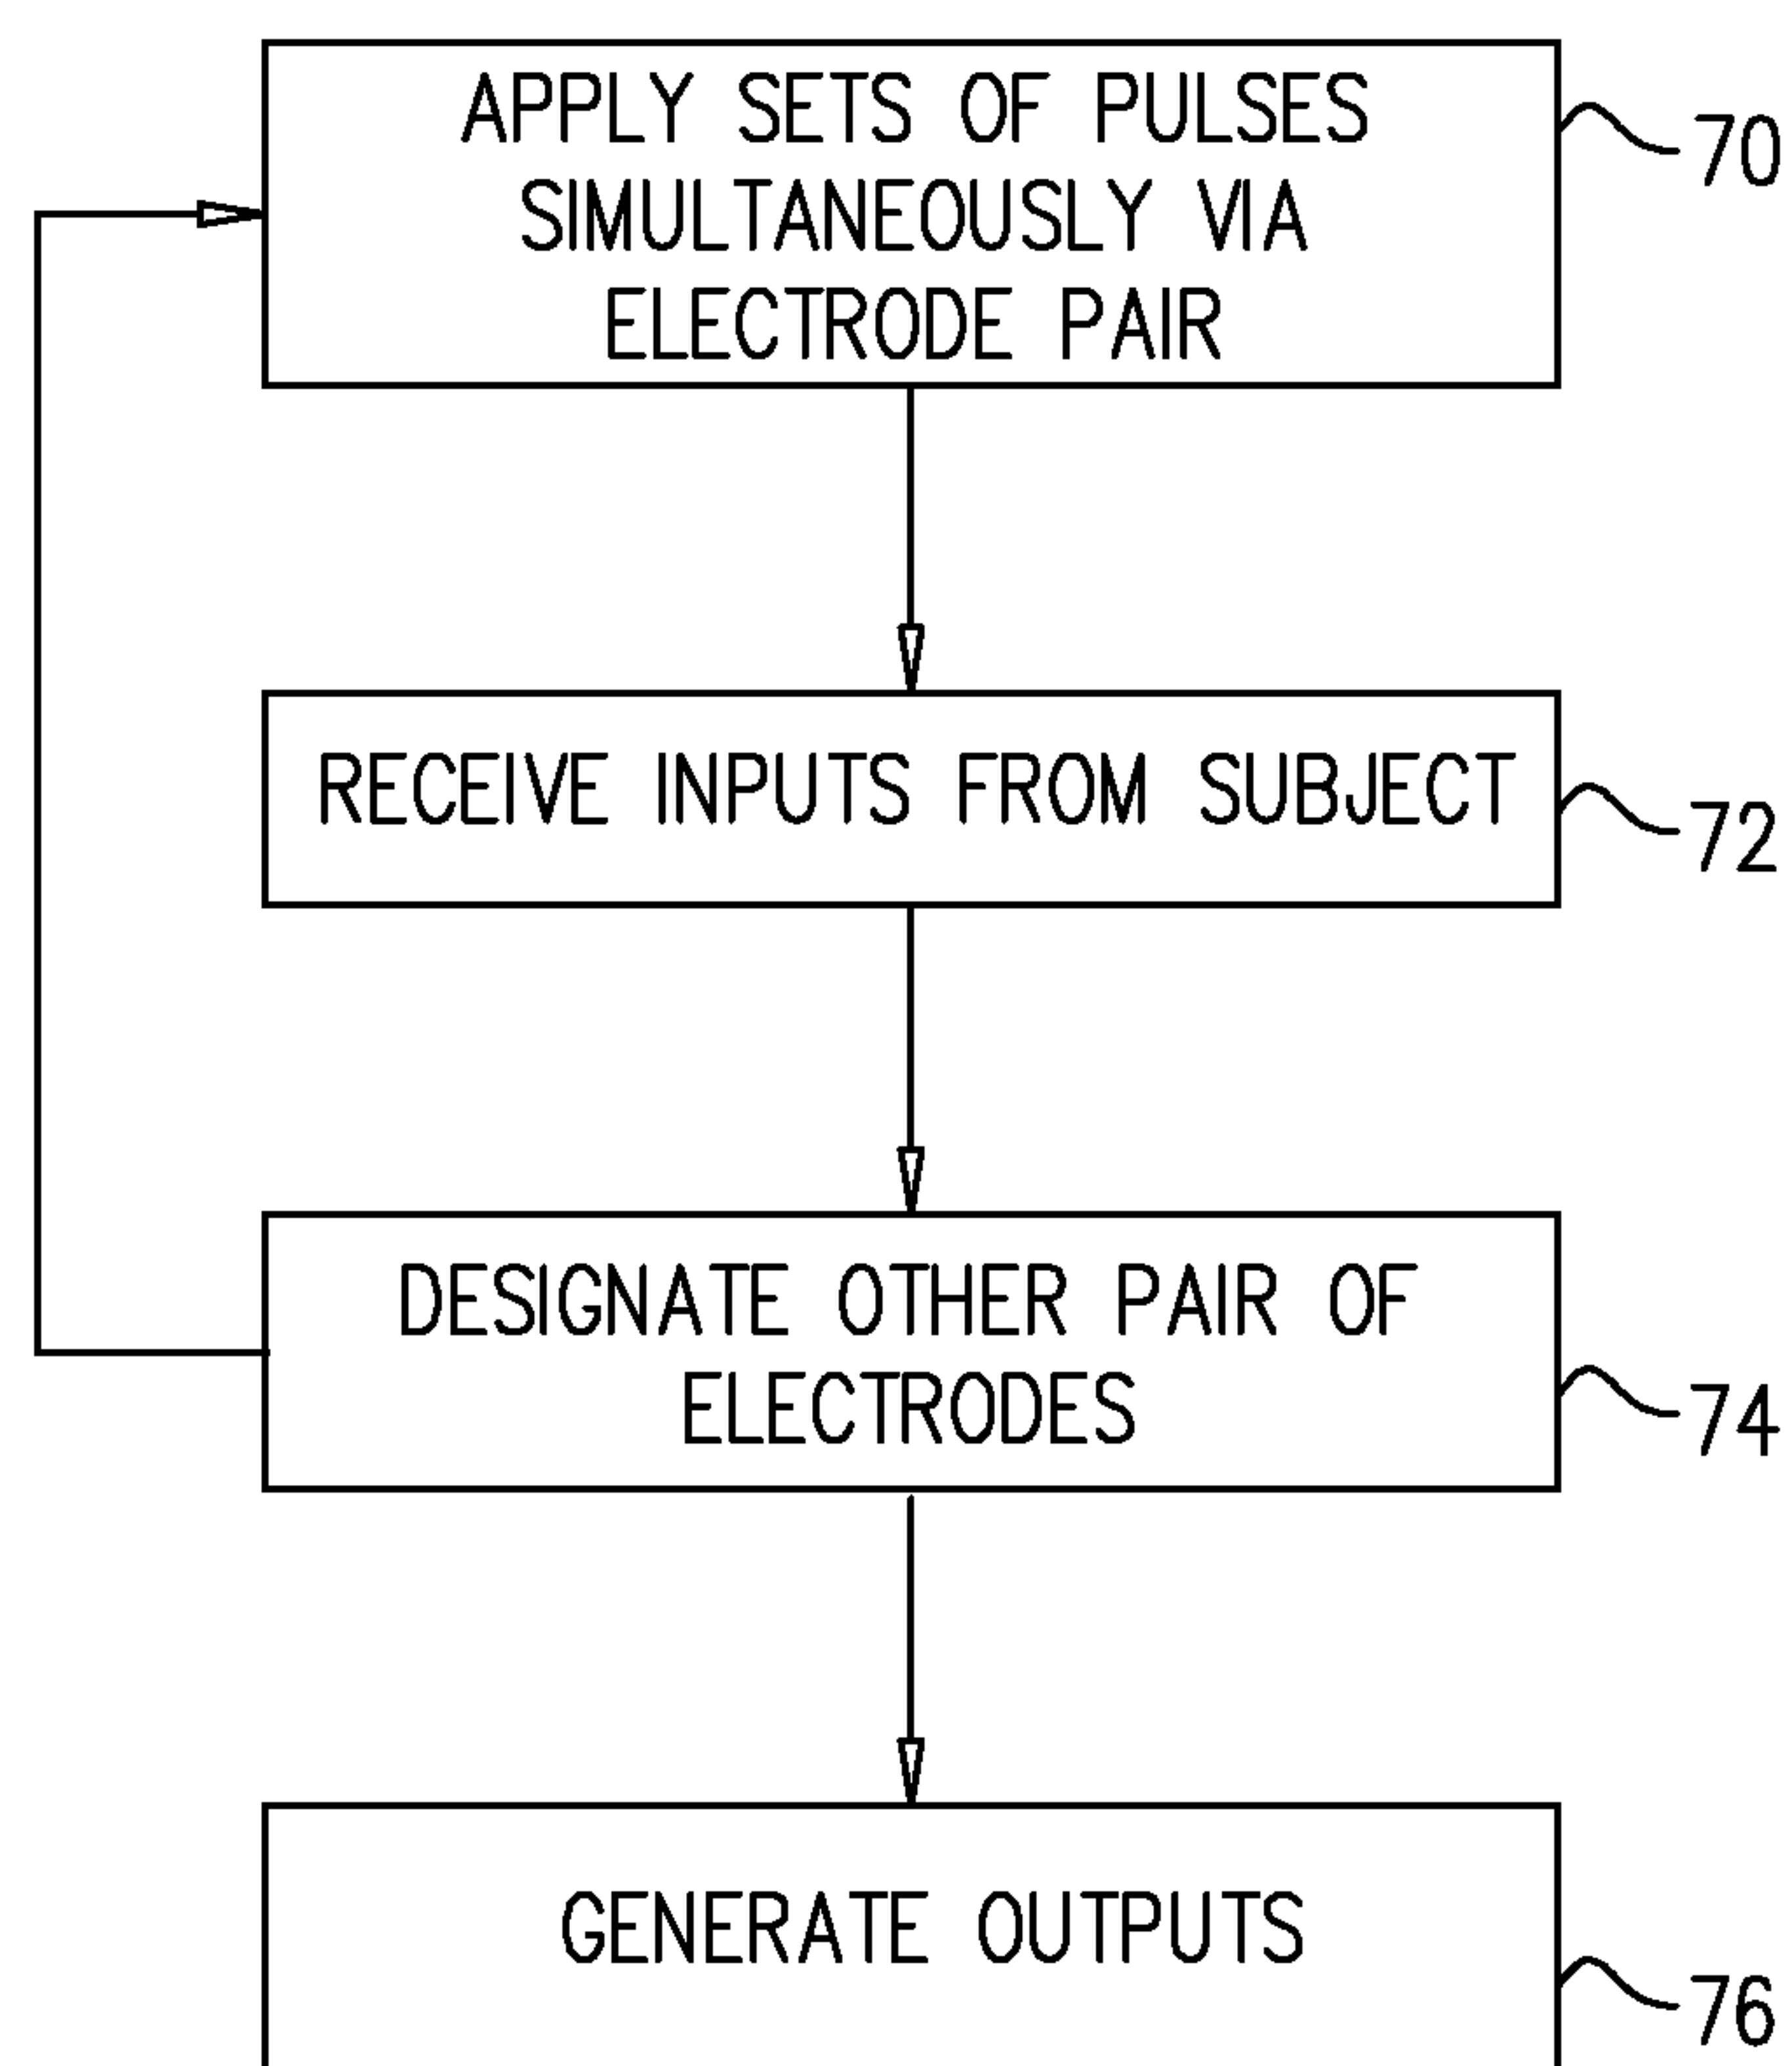 APPLY SETS OF PULSES
SIMULTANEOUSLY VIA
ELECTRODE PAIR
70
RECEIVE INPUTS FROM SUBJECT
72
DESIGNATE OTHER PAIR OF
ELECTRODES
74
GENERATE OUTPUTS
76